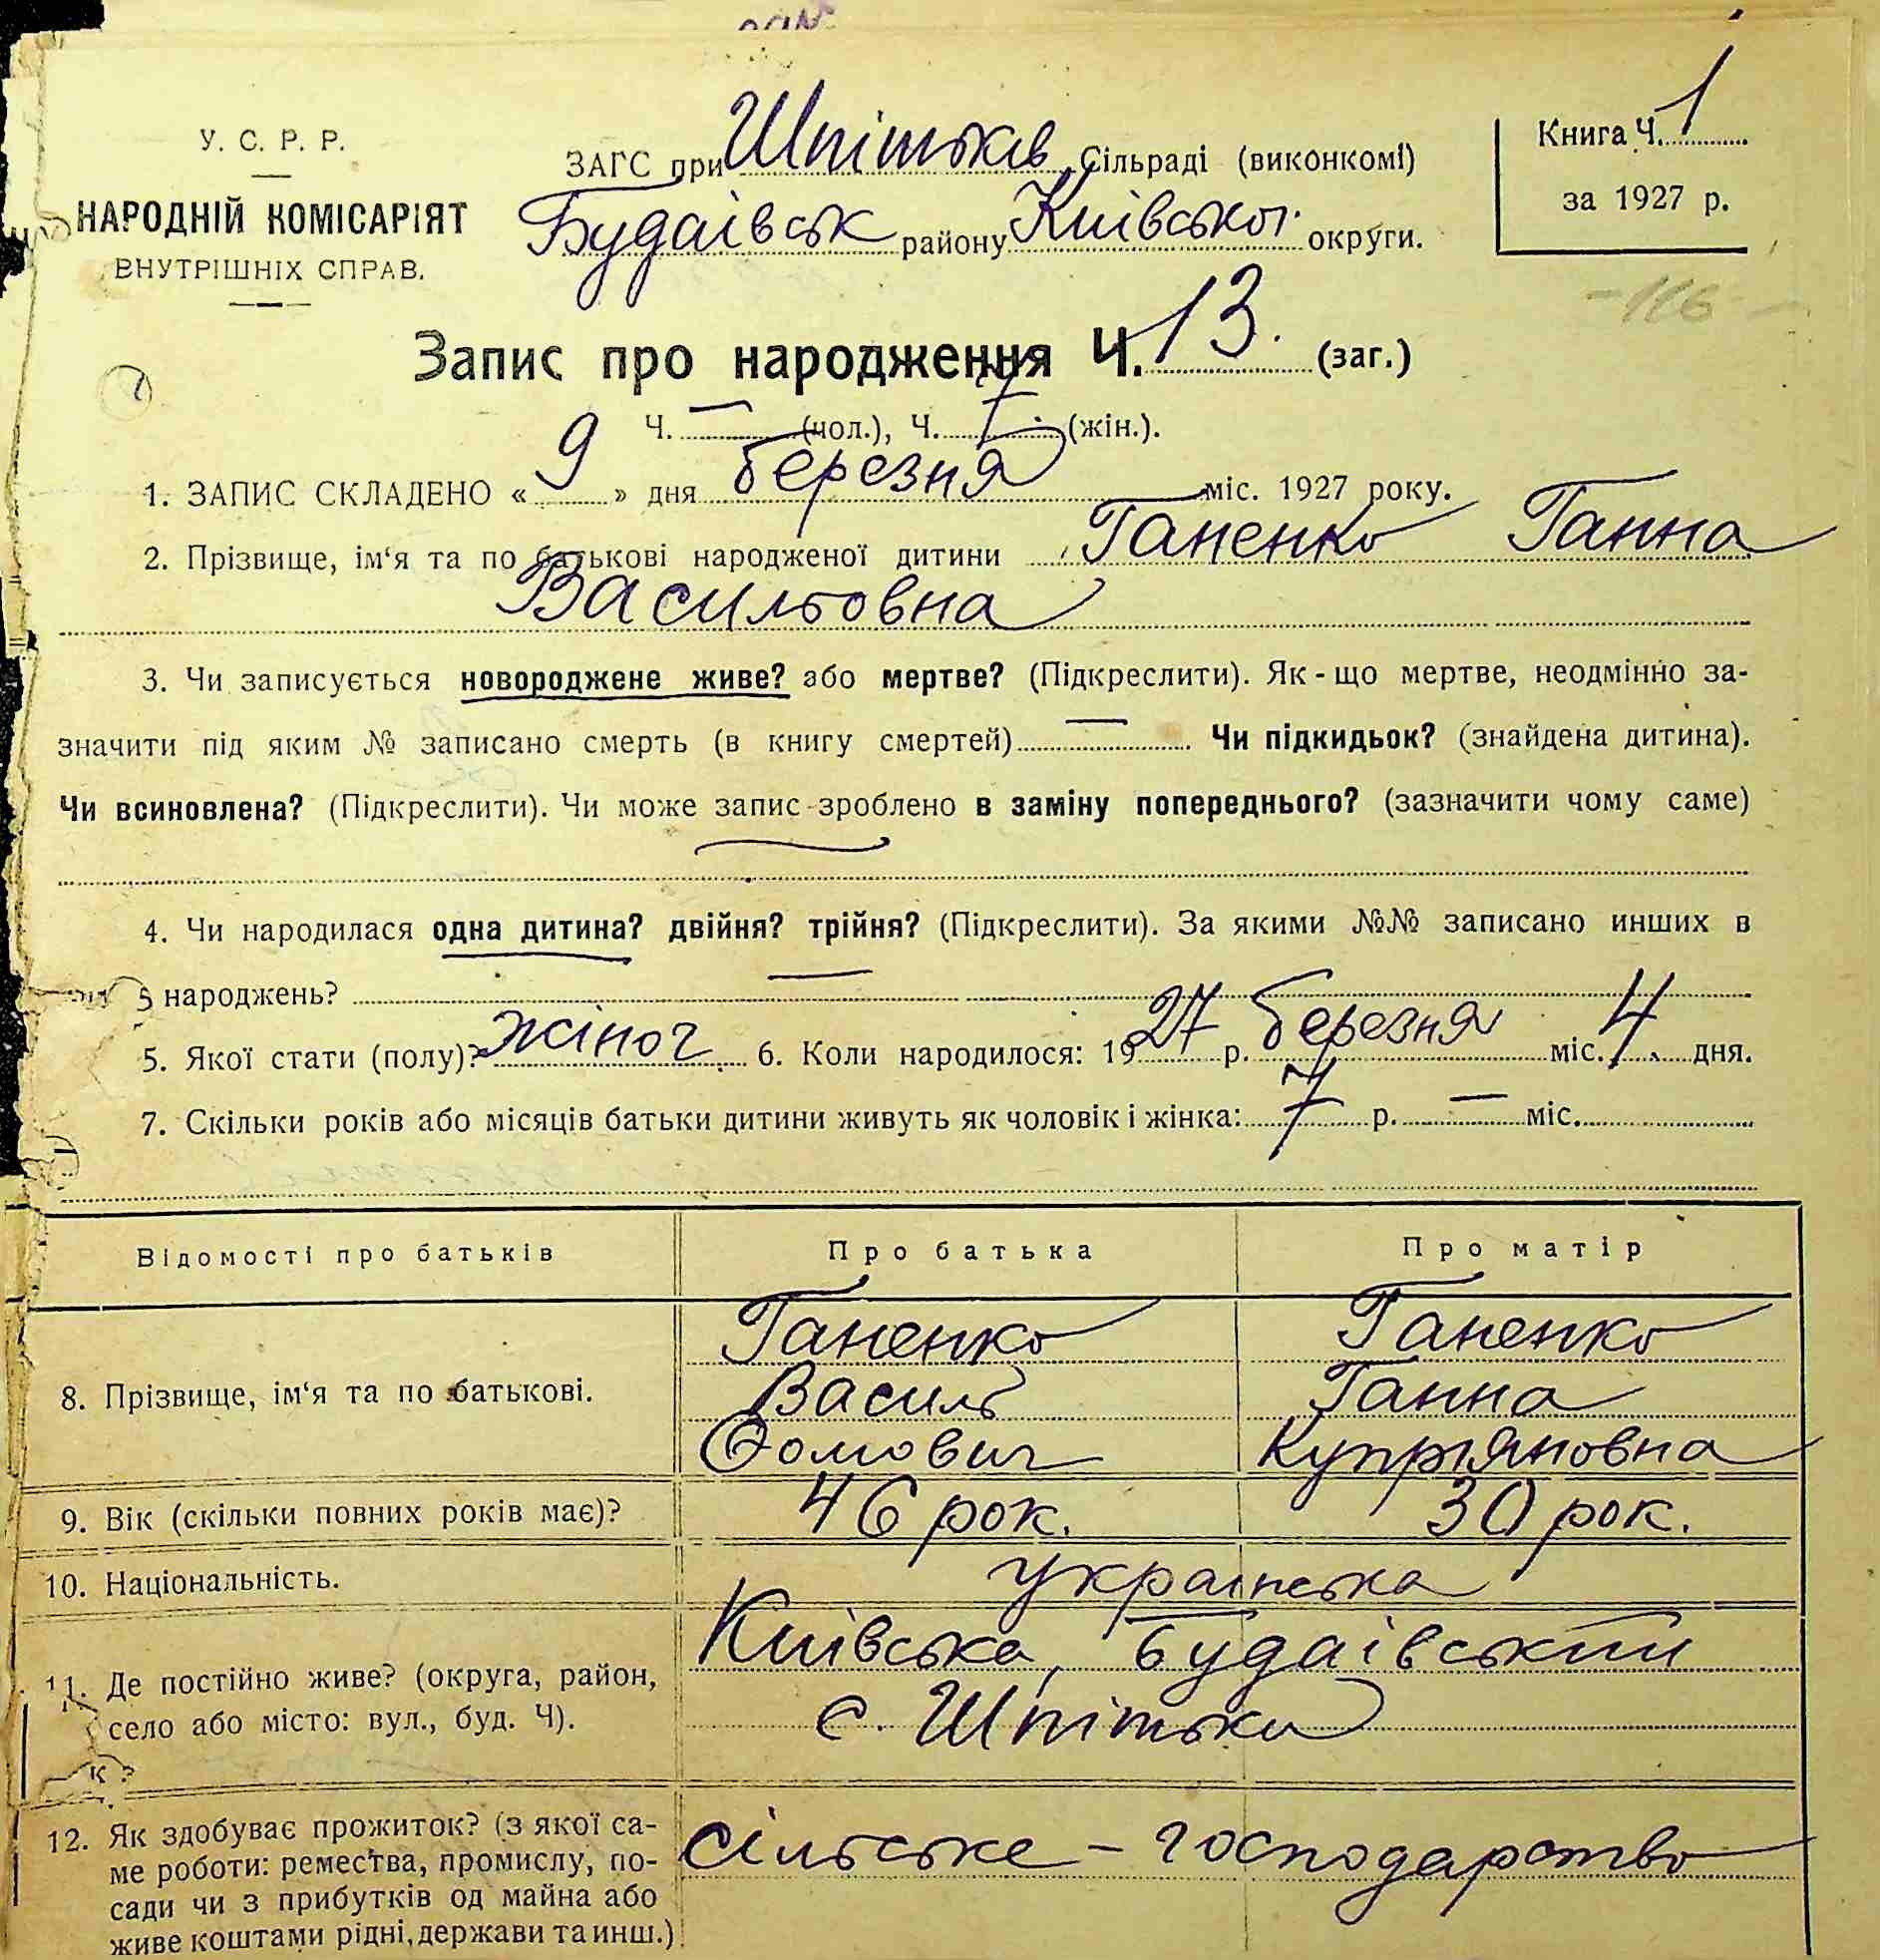 У. С. Р. Р.
НАРОДНІЙ КОМІСАРІЯТ
ВНУТРІШНІХ СПРАВ.
ЗАГС при Шпітьків Сільраді (виконкомі)
Будаівськ району Київської округи.
Книга Ч. 1
за 1927 р.
-116-
Запис про народження Ч. 13. (заг.)
Ч. — (чол.), Ч. 7 (жін.).
1. ЗАПИС СКЛАДЕНО « 9 » дня березня міс. 1927 року.
2. Прізвище, ім‘я та по батькові народженої дитини Ганенко Ганна
Васильовна
3. Чи записується новороджене живе? або мертве? (Підкреслити). Як-що мертве, неодмінно за-
значити під яким № записано смерть (в книгу смертей) — . Чи підкидьок? (знайдена дитина).
Чи всиновлена? (Підкреслити). Чи може запис зроблено в заміну попереднього? (зазначити чому саме)
4. Чи народилася одна дитина? двійня? трійня? (Підкреслити). За якими №№ записано инших в
народжень? —
5. Якої стати (полу)? жіноч 6. Коли народилося: 1927 р. березня міс. 4 дня.
7. Скільки років або місяців батьки дитини живуть як чоловік і жінка: 7 р. — міс.
Відомості про батьків Про батька Про матір
8. Прізвище, ім‘я та по батькові.
Ганенко Ганенко
Василь Ганна
Фомович Купріяновна
9. Вік (скільки повних років має)? 46 рок. 30 рок.
10. Національність. українська
11. Де постійно живе? (округа, район,
село або місто: вул., буд. Ч).
Київська, Будаівський
с. Шпітьки
12. Як здобуває прожиток? (з якої са-
ме роботи: ремества, промислу, по-
сади чи з прибутків од майна або
живе коштами рідні, держави та инш.)
сільське - господарство